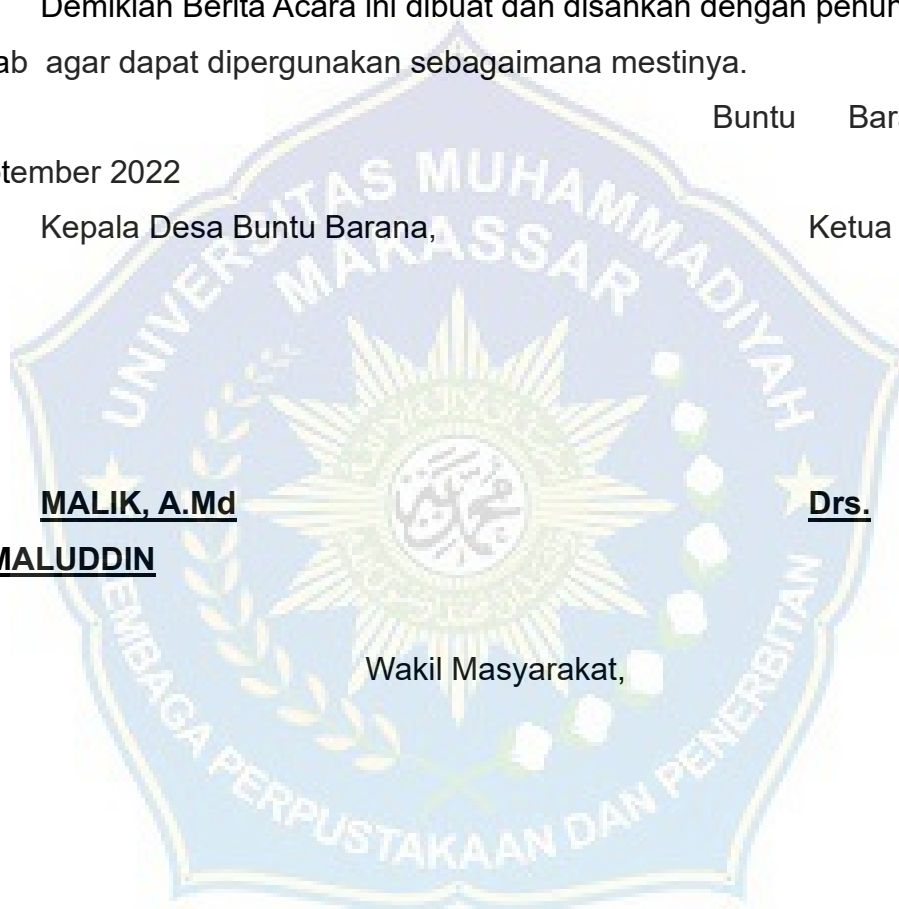 Demikian Berita Acara ini dibuat dan disahkan dengan penuh
ab agar dapat dipergunakan sebagaimana mestinya.
Buntu Bar
tember 2022
Kepala Desa Buntu Barana, Ketua
MALIK, A.Md Drs.
MALUDDIN
Wakil Masyarakat,
UNIVERSITAS MUHAMMADIYAH
MAKASSAR
LEMBAGA PERPUSTAKAAN DAN PENERBITAN